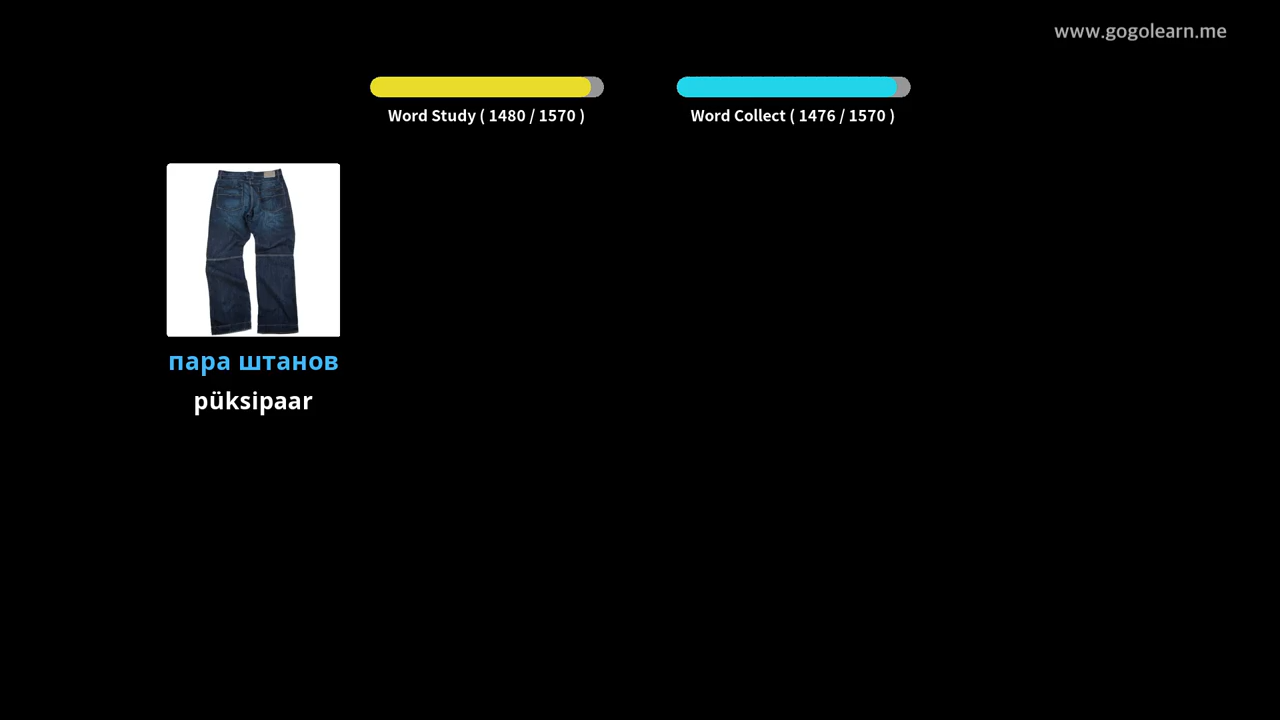 www.gogolearn.me
Word Study ( 1480 / 1570 )
Word Collect ( 1476 / 1570 )
пара штанов
püksipaar